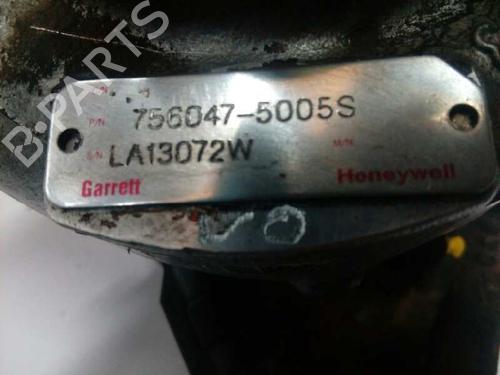 P/N 756047-5005S
S/N LA13072W M/N
Garrett Honeywell
B-PARTS